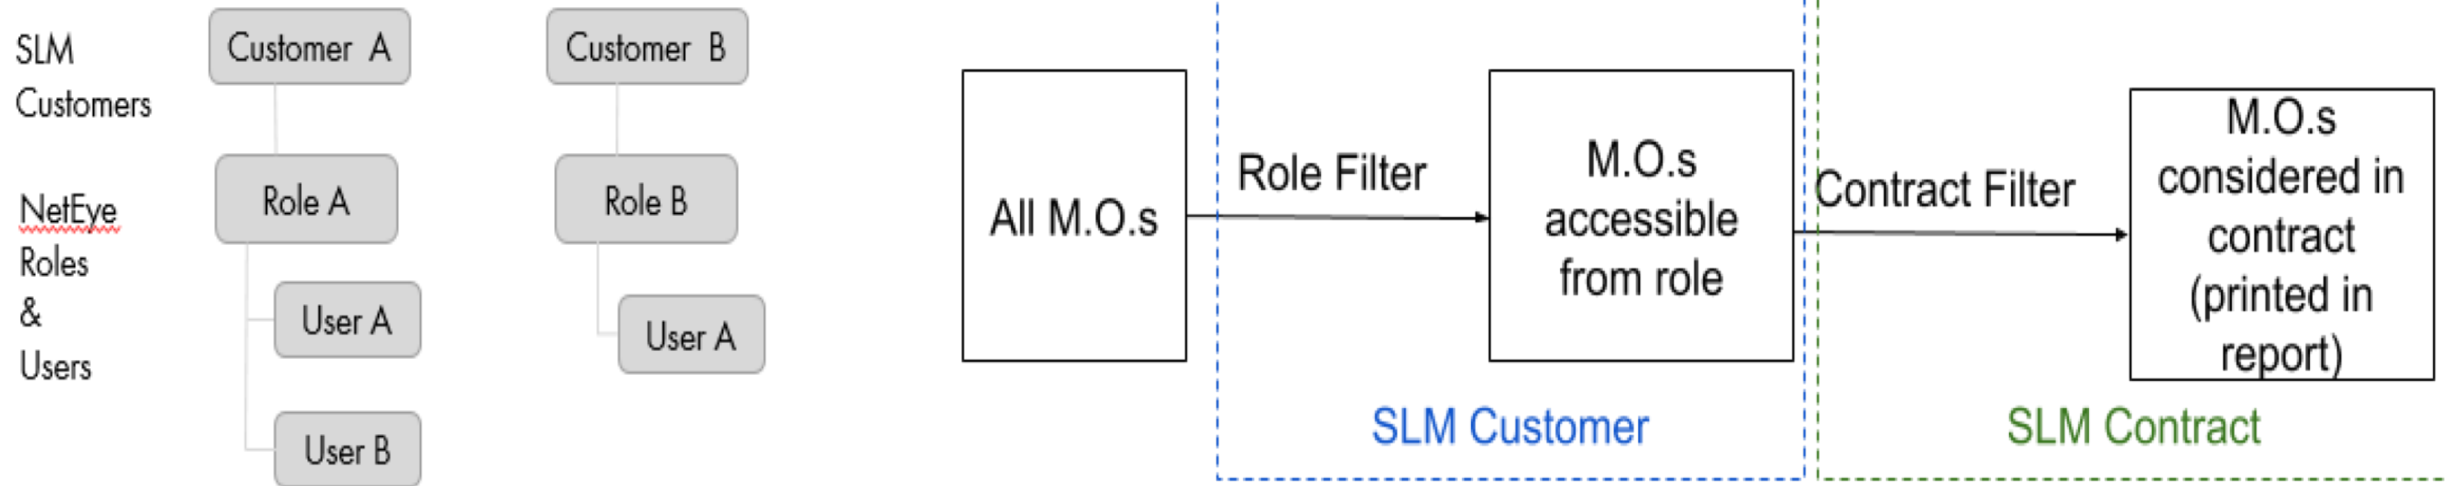 SLM
Customers
Customer A
Customer B
NetEye
Roles
&
Users
Role A
Role B
User A
User A
User B
All M.O.s
Role Filter
M.O.s
accessible
from role
Contract Filter
M.O.s
considered in
contract
(printed in
report)
SLM Customer
SLM Contract